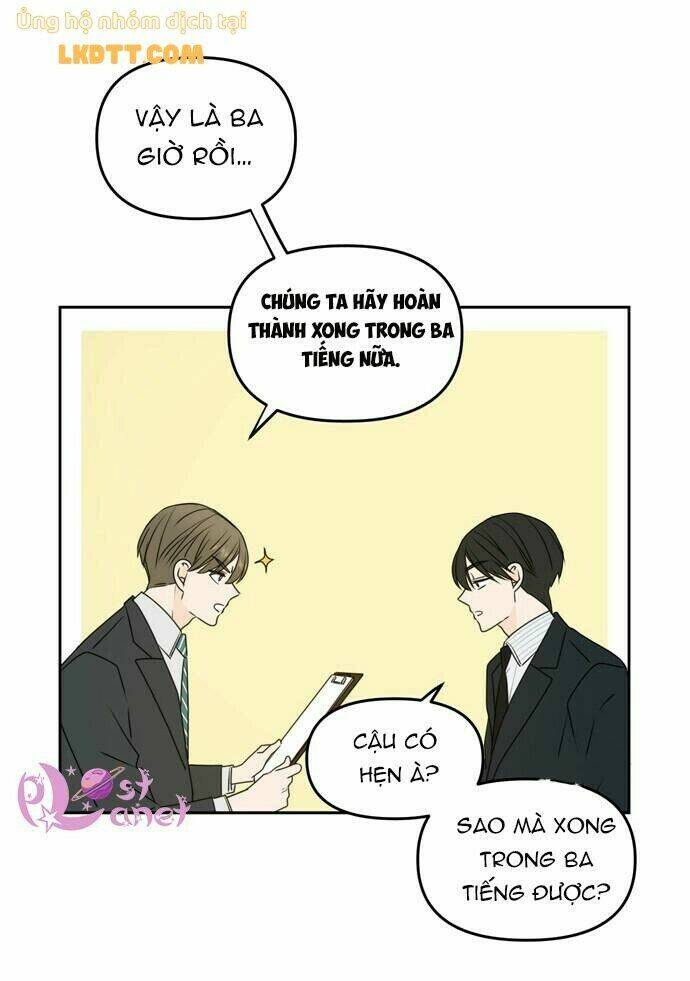 Ủng hộ nhóm dịch tại
LKDTT.COM
VẬY LÀ BA
GIỜ RỒI...
CHÚNG TA HÃY HOÀN
THÀNH XONG TRONG BA
TIẾNG NỮA.
CẬU CÓ
HẸN À?
SAO MÀ XONG
TRONG BA
TIẾNG ĐƯỢC?
Lost
Planet